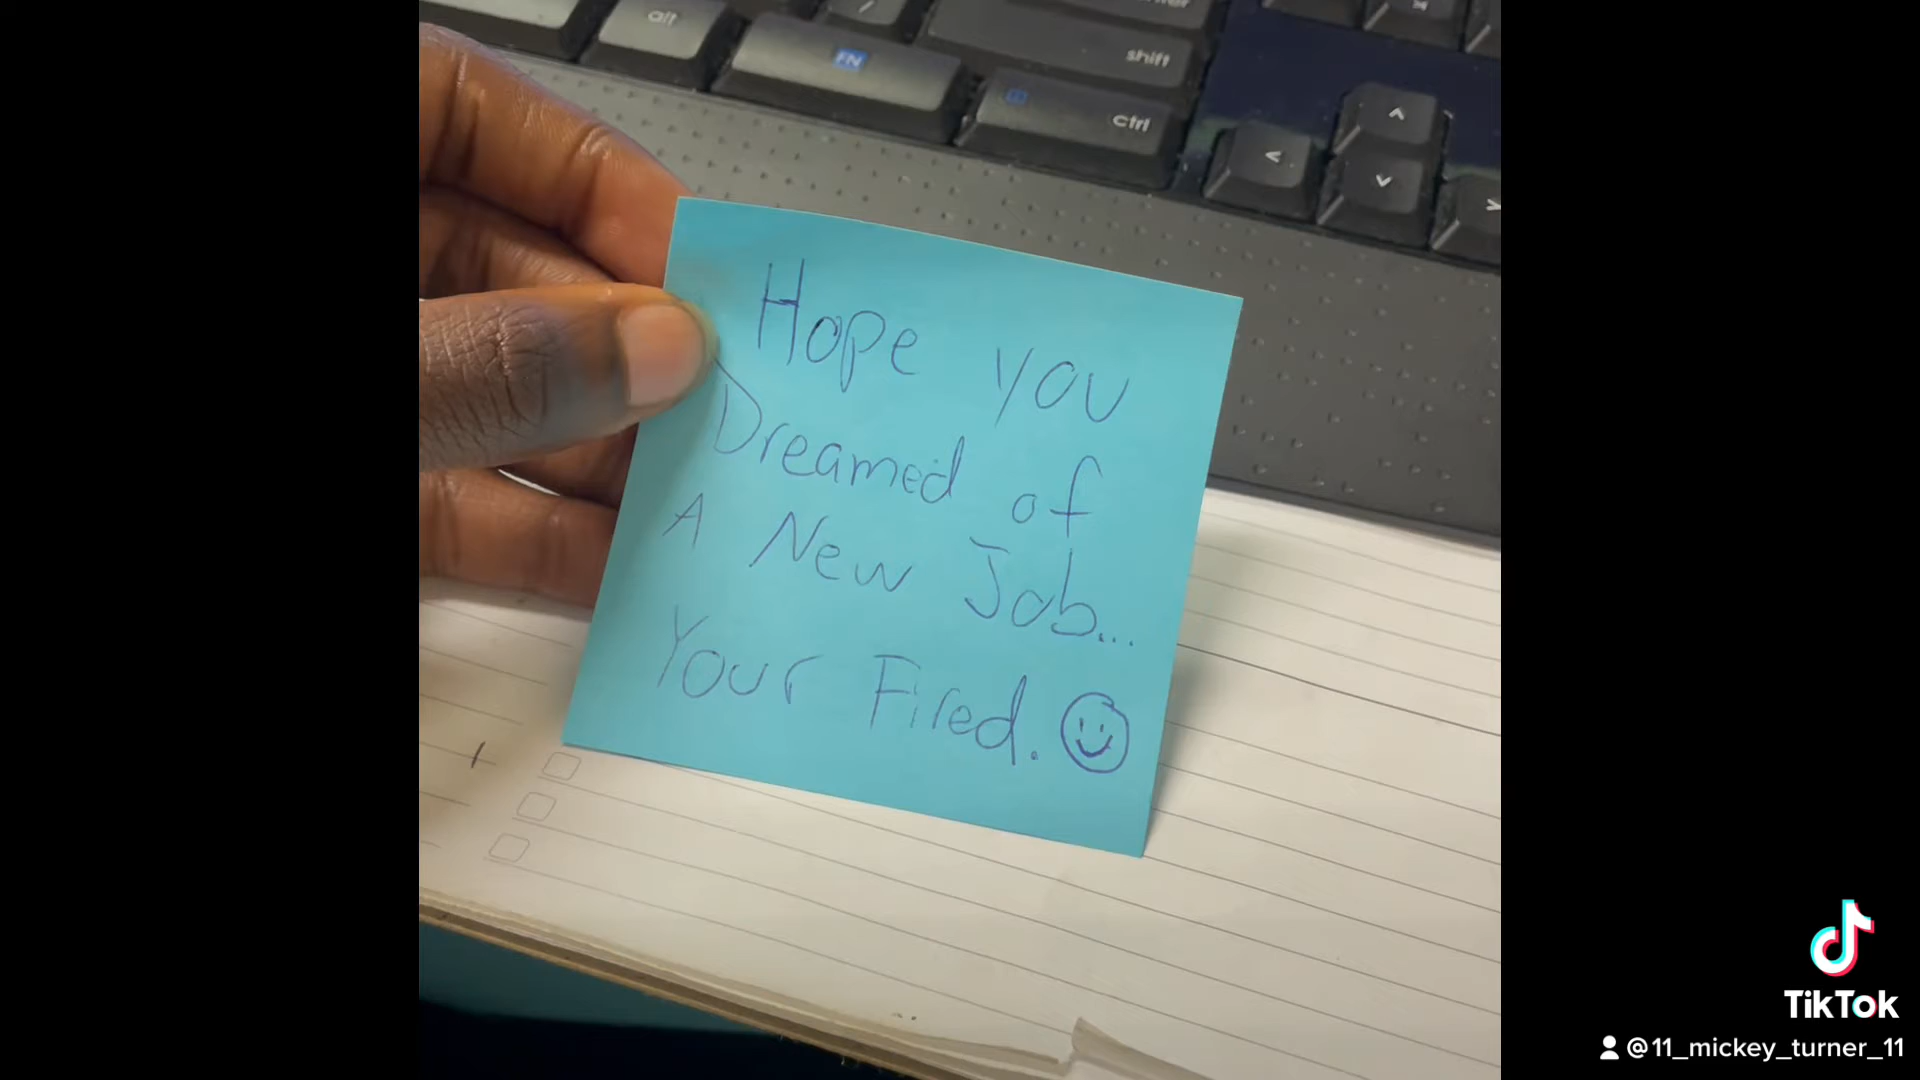 alt
FN
/
shift
ctrl
Hope you
Dreamed of
A New Job...
Your Fired. ☺
TikTok
@11_mickey_turner_11